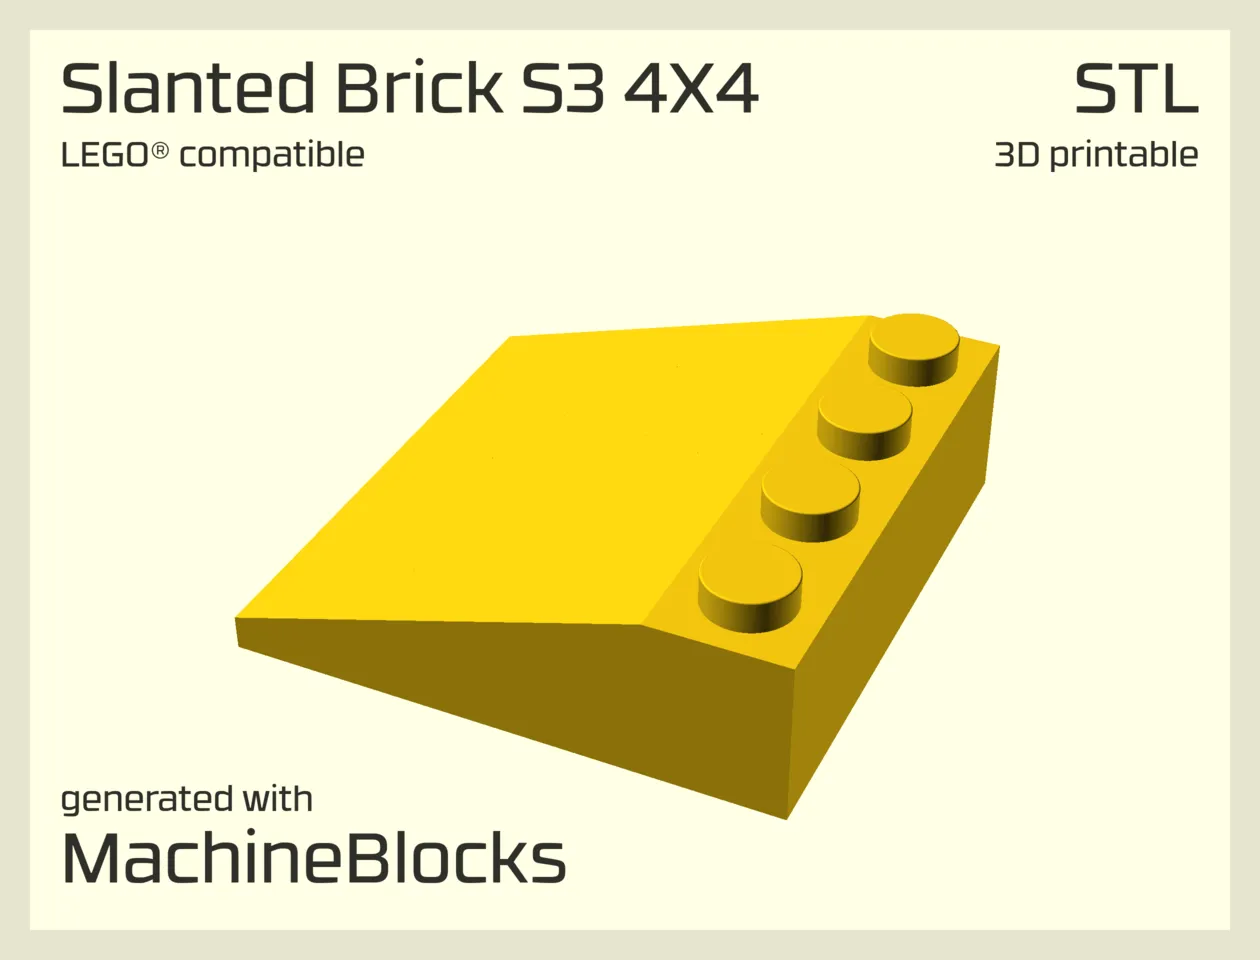 Slanted Brick S3 4X4
STL
LEGO® compatible
3D printable
generated with
MachineBlocks